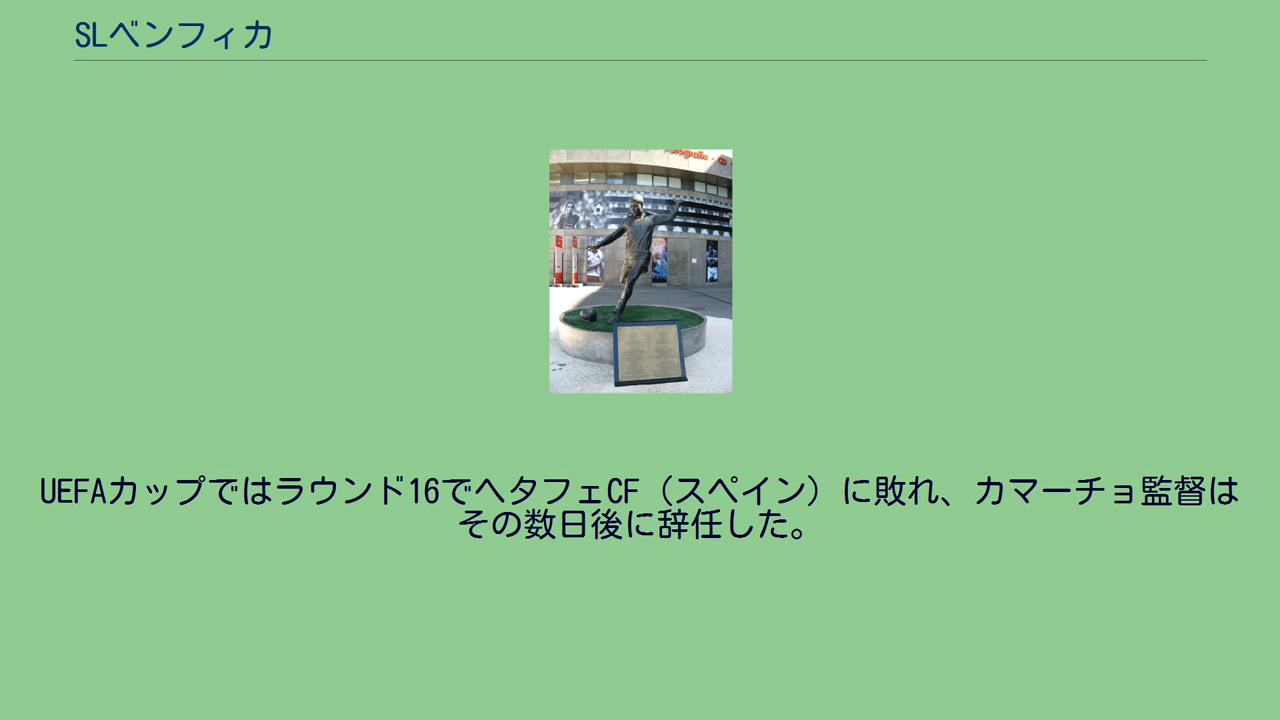 SLベンフィカ
UEFAカップではラウンド16でヘタフェCF（スペイン）に敗れ、カマーチョ監督は
その数日後に辞任した。